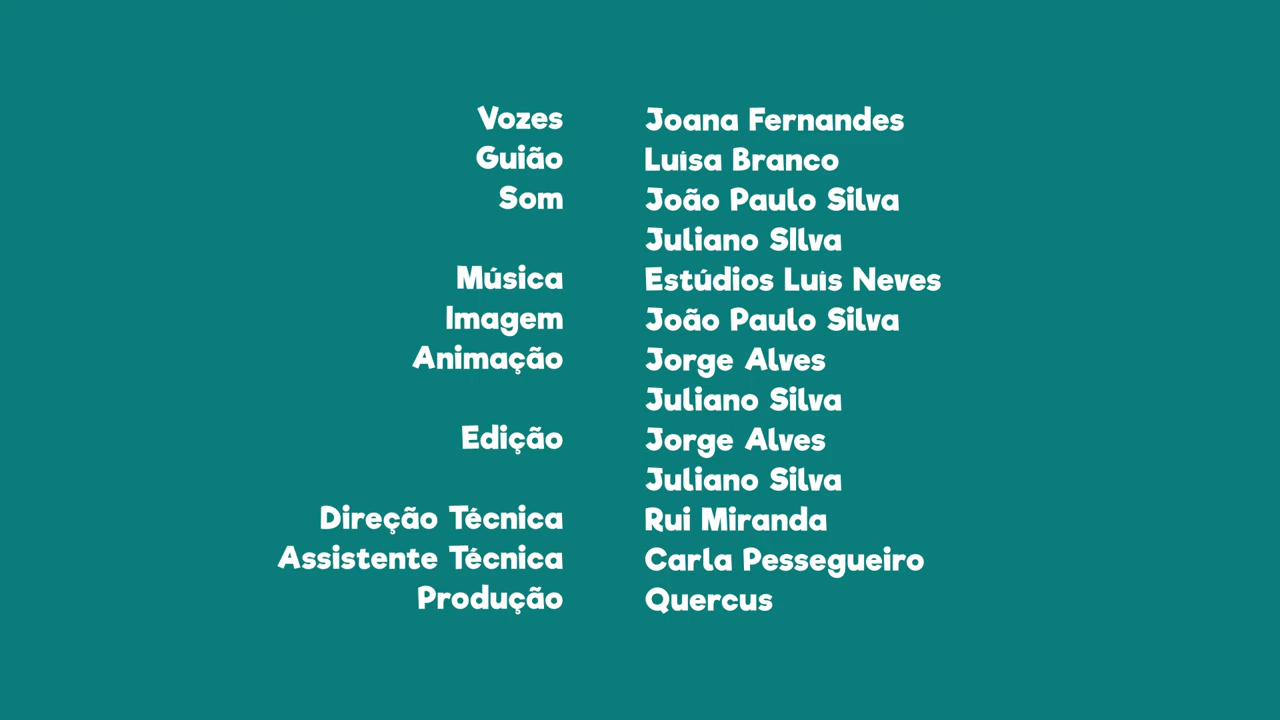 Vozes Joana Fernandes
Guião Luísa Branco
Som João Paulo Silva
Juliano SIlva
Música Estúdios Luís Neves
Imagem João Paulo Silva
Animação Jorge Alves
Juliano Silva
Edição Jorge Alves
Juliano Silva
Direção Técnica Rui Miranda
Assistente Técnica Carla Pessegueiro
Produção Quercus